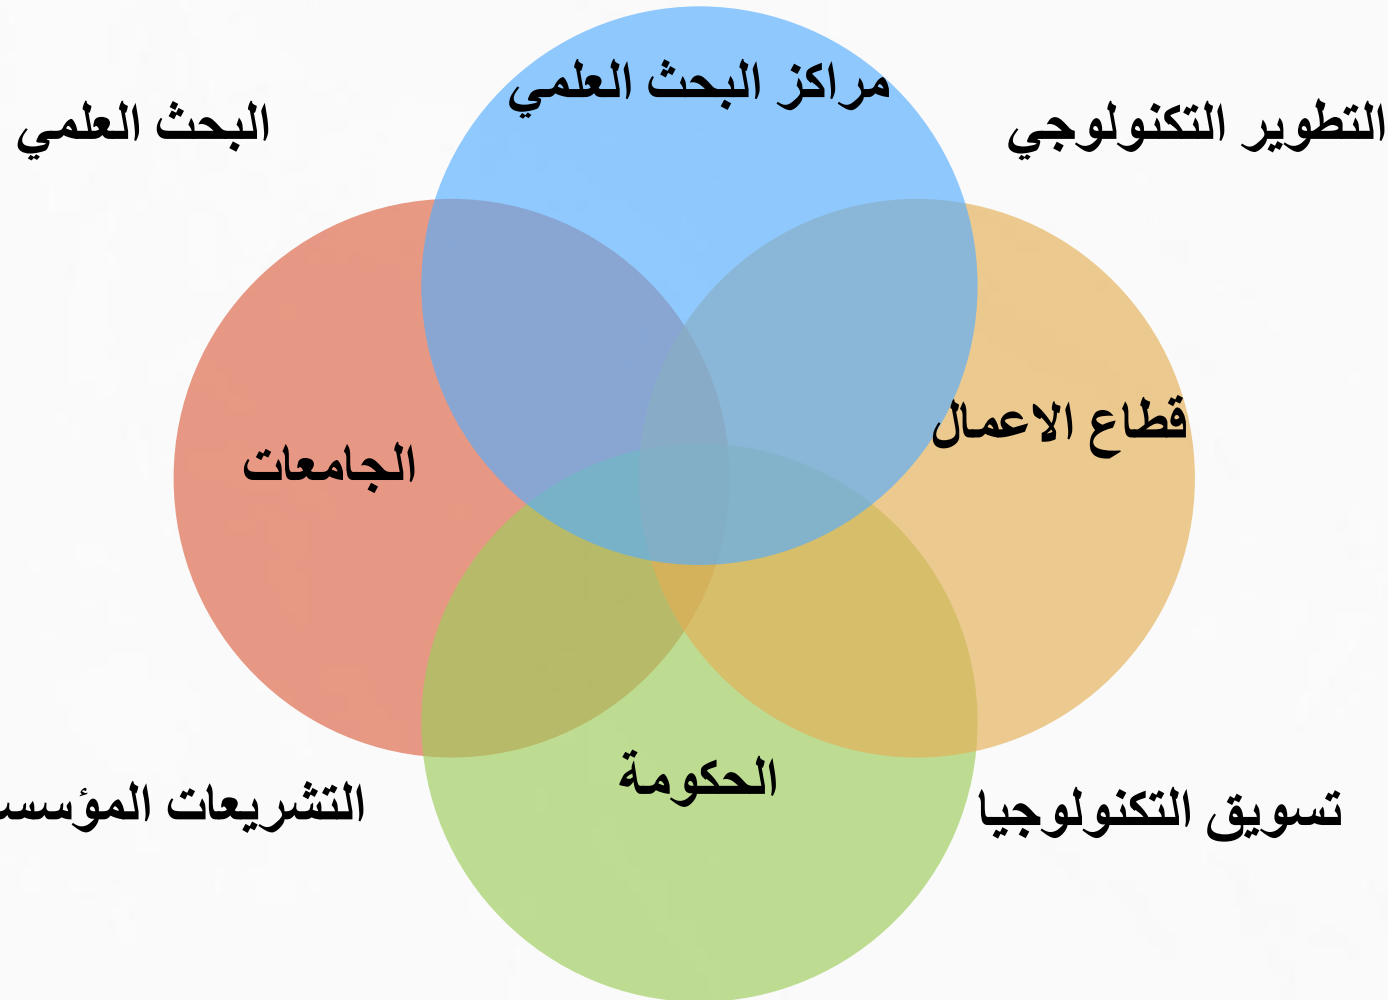 مراكز البحث العلمي
التطوير التكنولوجي
البحث العلمي
قطاع الاعمال
الجامعات
الحكومة
تسويق التكنولوجيا
التشريعات